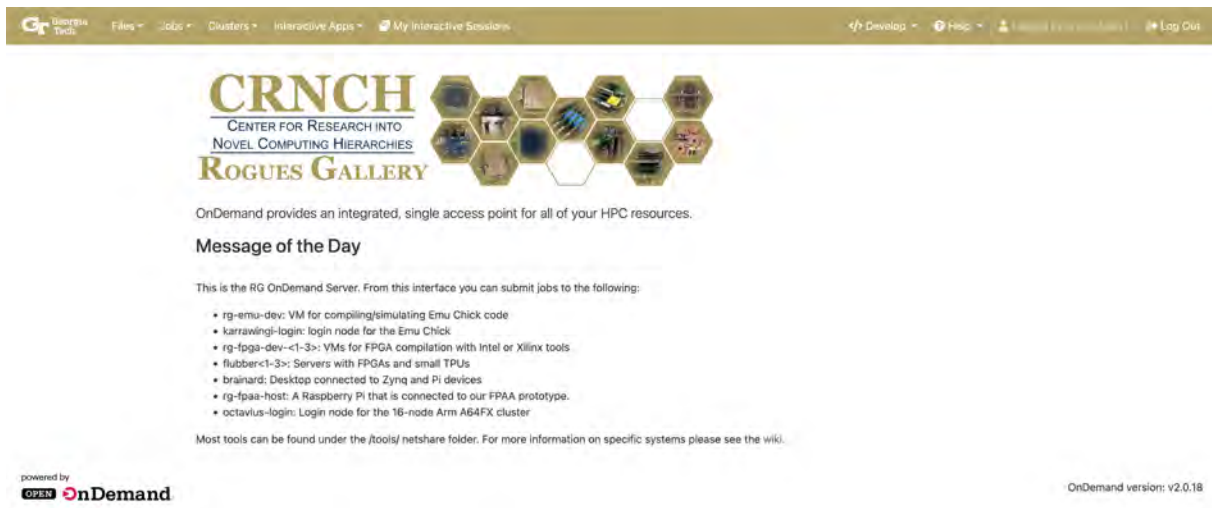 GT Georgia Tech Files Jobs Clusters Interactive Apps My Interactive Sessions </> Develop Help Log Out
CRNCH
CENTER FOR RESEARCH INTO
NOVEL COMPUTING HIERARCHIES
ROGUES GALLERY
OnDemand provides an integrated, single access point for all of your HPC resources.
Message of the Day
This is the RG OnDemand Server. From this interface you can submit jobs to the following:
• rg-emu-dev: VM for compiling/simulating Emu Chick code
• karrawingi-login: login node for the Emu Chick
• rg-fpga-dev-<1-3>: VMs for FPGA compilation with Intel or Xilinx tools
• flubber<1-3>: Servers with FPGAs and small TPUs
• brainard: Desktop connected to Zynq and Pi devices
• rg-fpaa-host: A Raspberry Pi that is connected to our FPAA prototype.
• octavius-login: Login node for the 16-node Arm A64FX cluster
Most tools can be found under the /tools/ netshare folder. For more information on specific systems please see the wiki.
powered by
OPEN OnDemand
OnDemand version: v2.0.18